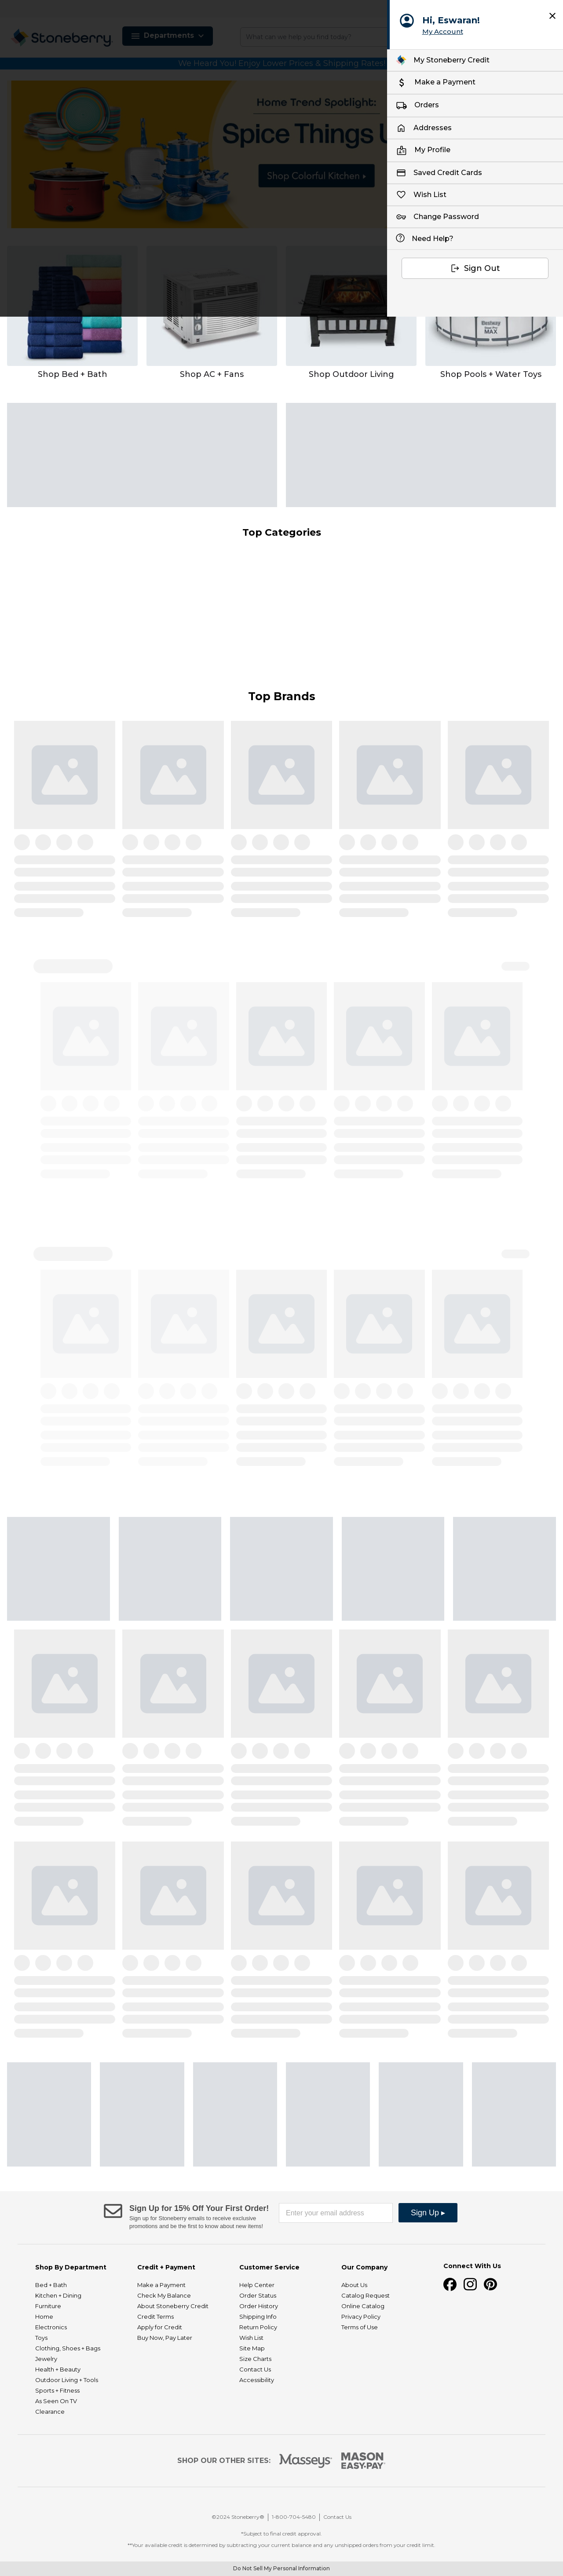 Hi, Eswaran!
My Account
Stoneberry
Departments
What can we help you find today?
We Heard You! Enjoy Lower Prices & Shipping Rates!
My Stoneberry Credit
Make a Payment
Orders
Addresses
My Profile
Saved Credit Cards
Wish List
Change Password
Need Help?
Sign Out
Home Trend Spotlight:
Spice Things U
Shop Colorful Kitchen ▸
Shop Bed + Bath
Shop AC + Fans
Shop Outdoor Living
Shop Pools + Water Toys
Bestway
MAX
Top Categories
Top Brands
Sign Up for 15% Off Your First Order!
Sign up for Stoneberry emails to receive exclusive
promotions and be the first to know about new items!
Enter your email address
Sign Up ▸
Shop By Department
Bed + Bath
Kitchen + Dining
Furniture
Home
Electronics
Toys
Clothing, Shoes + Bags
Jewelry
Health + Beauty
Outdoor Living + Tools
Sports + Fitness
As Seen On TV
Clearance
Credit + Payment
Make a Payment
Check My Balance
About Stoneberry Credit
Credit Terms
Apply for Credit
Buy Now, Pay Later
Customer Service
Help Center
Order Status
Order History
Shipping Info
Return Policy
Wish List
Site Map
Size Charts
Contact Us
Accessibility
Our Company
About Us
Catalog Request
Online Catalog
Privacy Policy
Terms of Use
Connect With Us
SHOP OUR OTHER SITES:
Masseys
MASON
EASY•PAY
©2024 Stoneberry® | 1-800-704-5480 | Contact Us
*Subject to final credit approval.
**Your available credit is determined by subtracting your current balance and any unshipped orders from your credit limit.
Do Not Sell My Personal Information